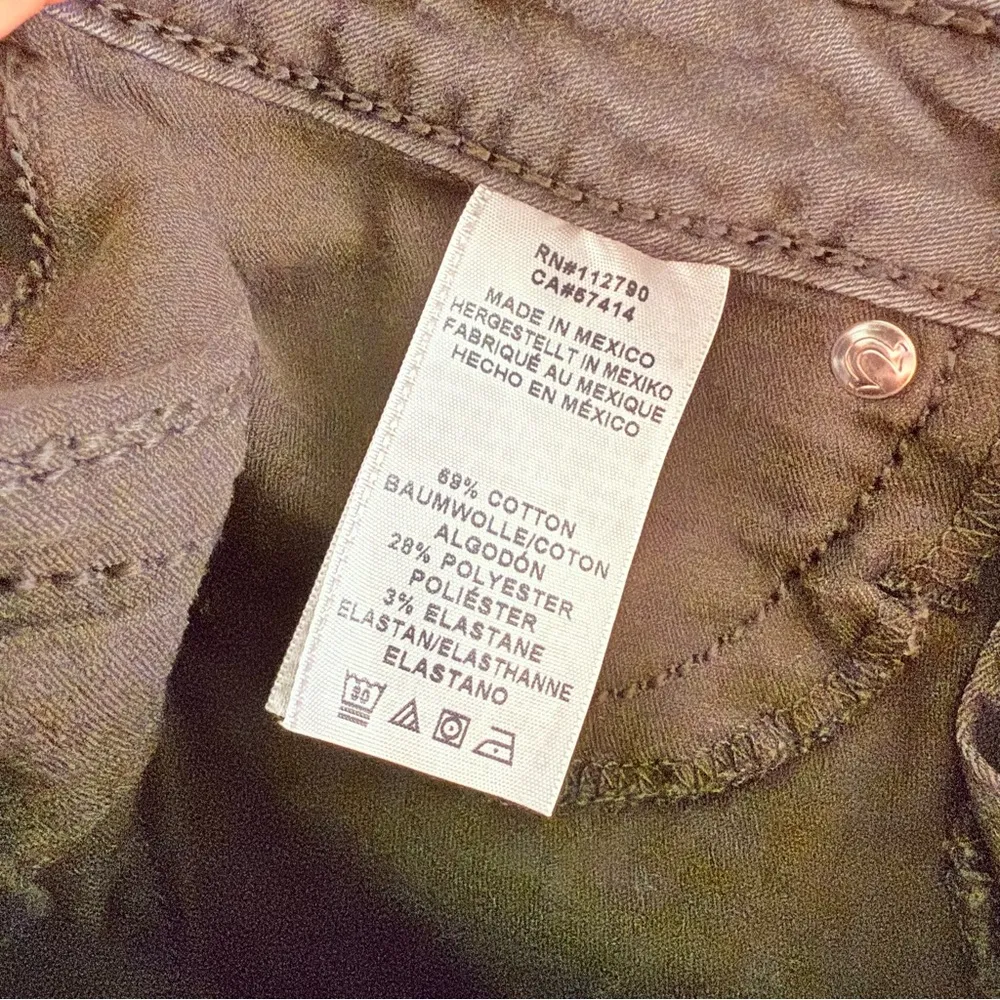 RN#112790
CA#57414
MADE IN MEXICO
HERGESTELLT IN MEXIKO
FABRIQUÉ AU MEXIQUE
HECHO EN MÉXICO
69% COTTON
BAUMWOLLE/COTON
ALGODÓN
28% POLYESTER
POLIÉSTER
3% ELASTANE
ELASTAN/ELASTHANNE
ELASTANO
30